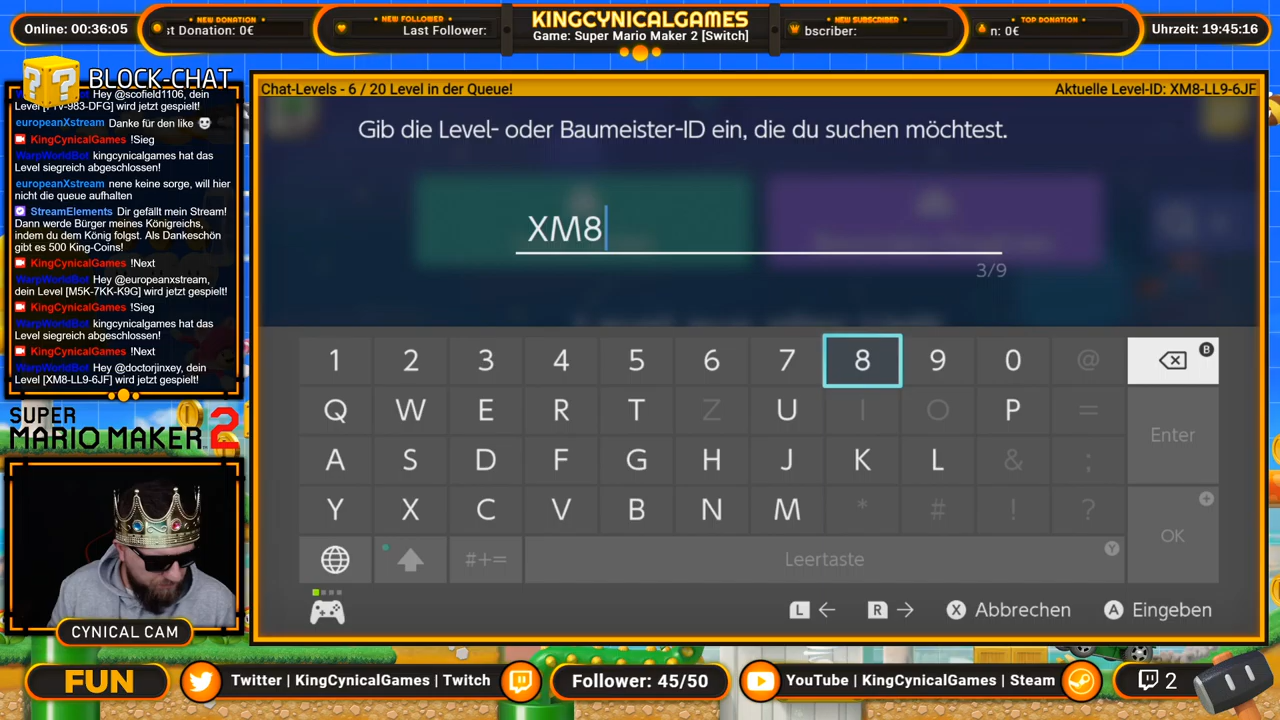 Online: 00:36:05
NEW DONATION
st Donation: 0€
NEW FOLLOWER
Last Follower:
KINGCYNICALGAMES
Game: Super Mario Maker 2 [Switch]
NEW SUBSCRIBER
bscriber:
TOP DONATION
n: 0€
Uhrzeit: 19:45:16
BLOCK-CHAT
WarpWorldBot Hey @scofield1106, dein
wird jetzt gespielt!
europeanXstream Danke für den like
KingCynicalGames !Sieg
WarpWorldBot kingcynicalgames hat das
Level siegreich abgeschlossen!
europeanXstream nene keine sorge, will hier
nicht die queue aufhalten
StreamElements Dir gefällt mein Stream!
Dann werde Bürger meines Königreichs,
indem du dem König folgst. Als Dankeschön
gibt es 500 King-Coins!
KingCynicalGames !Next
WarpWorldBot Hey @europeanxstream,
dein Level [M5K-7KK-K9G] wird jetzt gespielt!
KingCynicalGames !Sieg
WarpWorldBot kingcynicalgames hat das
Level siegreich abgeschlossen!
KingCynicalGames !Next
WarpWorldBot Hey @doctorjinxey, dein
Level [XM8-LL9-6JF] wird jetzt gespielt!
SUPER
MARIO MAKER 2
CYNICAL CAM
Chat-Levels - 6 / 20 Level in der Queue!
Aktuelle Level-ID: XM8-LL9-6JF
Gib die Level- oder Baumeister-ID ein, die du suchen möchtest.
XM8
3/9
1 2 3 4 5 6 7 8 9 0 @ B
Q W E R T Z U I O P =
Enter
A S D F G H J K L & ;
Y X C V B N M * # ! ?
+
OK
#+= Leertaste Y
L ← R → X Abbrechen A Eingeben
FUN
Twitter | KingCynicalGames | Twitch
Follower: 45/50
YouTube | KingCynicalGames | Steam
2